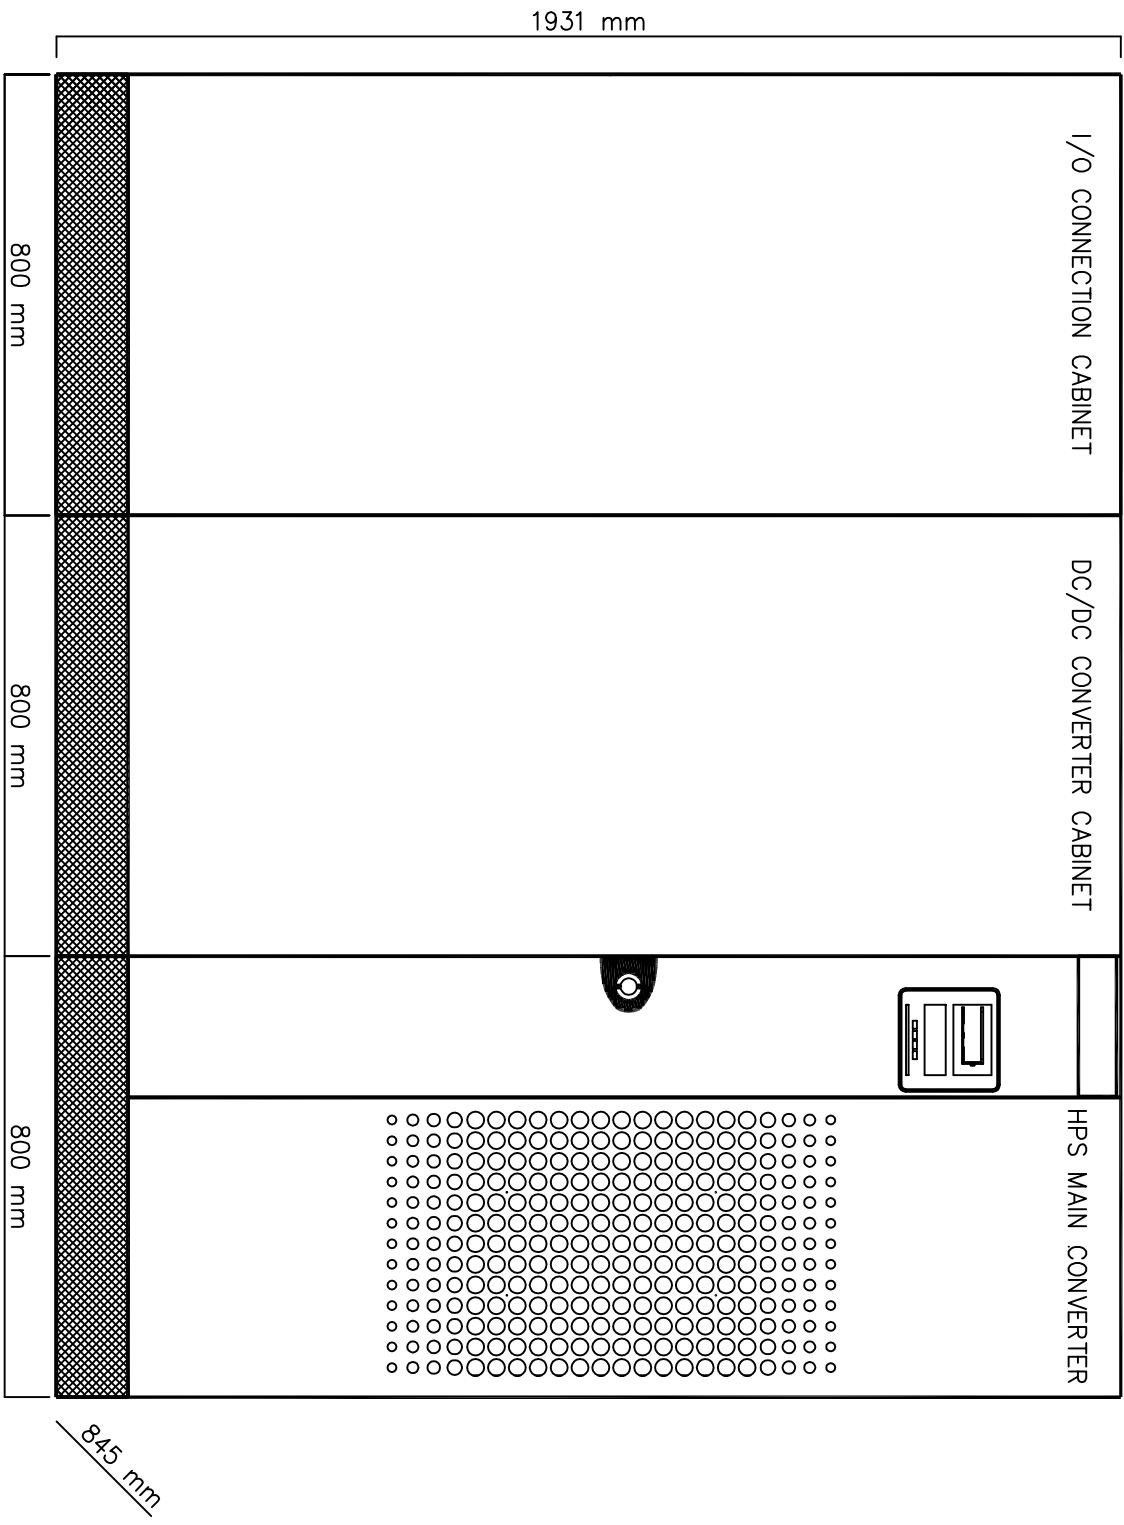 1931 mm
I/O CONNECTION CABINET
DC/DC CONVERTER CABINET
HPS MAIN CONVERTER
800 mm
800 mm
800 mm
845 mm